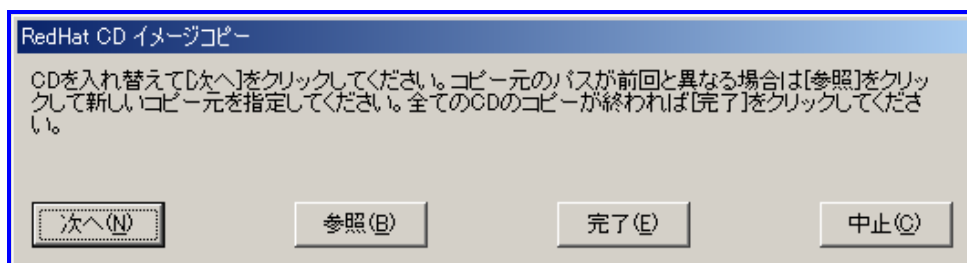 RedHat CD イメージコピー
CDを入れ替えて[次へ]をクリックしてください。コピー元のパスが前回と異なる場合は[参照]をクリッ
クして新しいコピー元を指定してください。全てのCDのコピーが終われば[完了]をクリックしてくださ
い。
次へ(N) 参照(B) 完了(E) 中止(C)